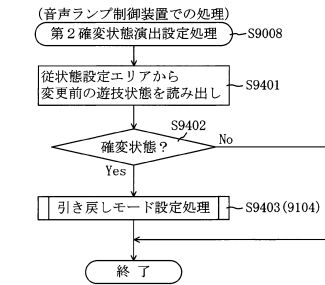 (音声ランプ制御装置での処理)
第2確変状態演出設定処理 S9008
従状態設定エリアから
変更前の遊技状態を読み出し
S9401
S9402
確変状態?
No
Yes
引き戻しモード設定処理 S9403(9104)
終了